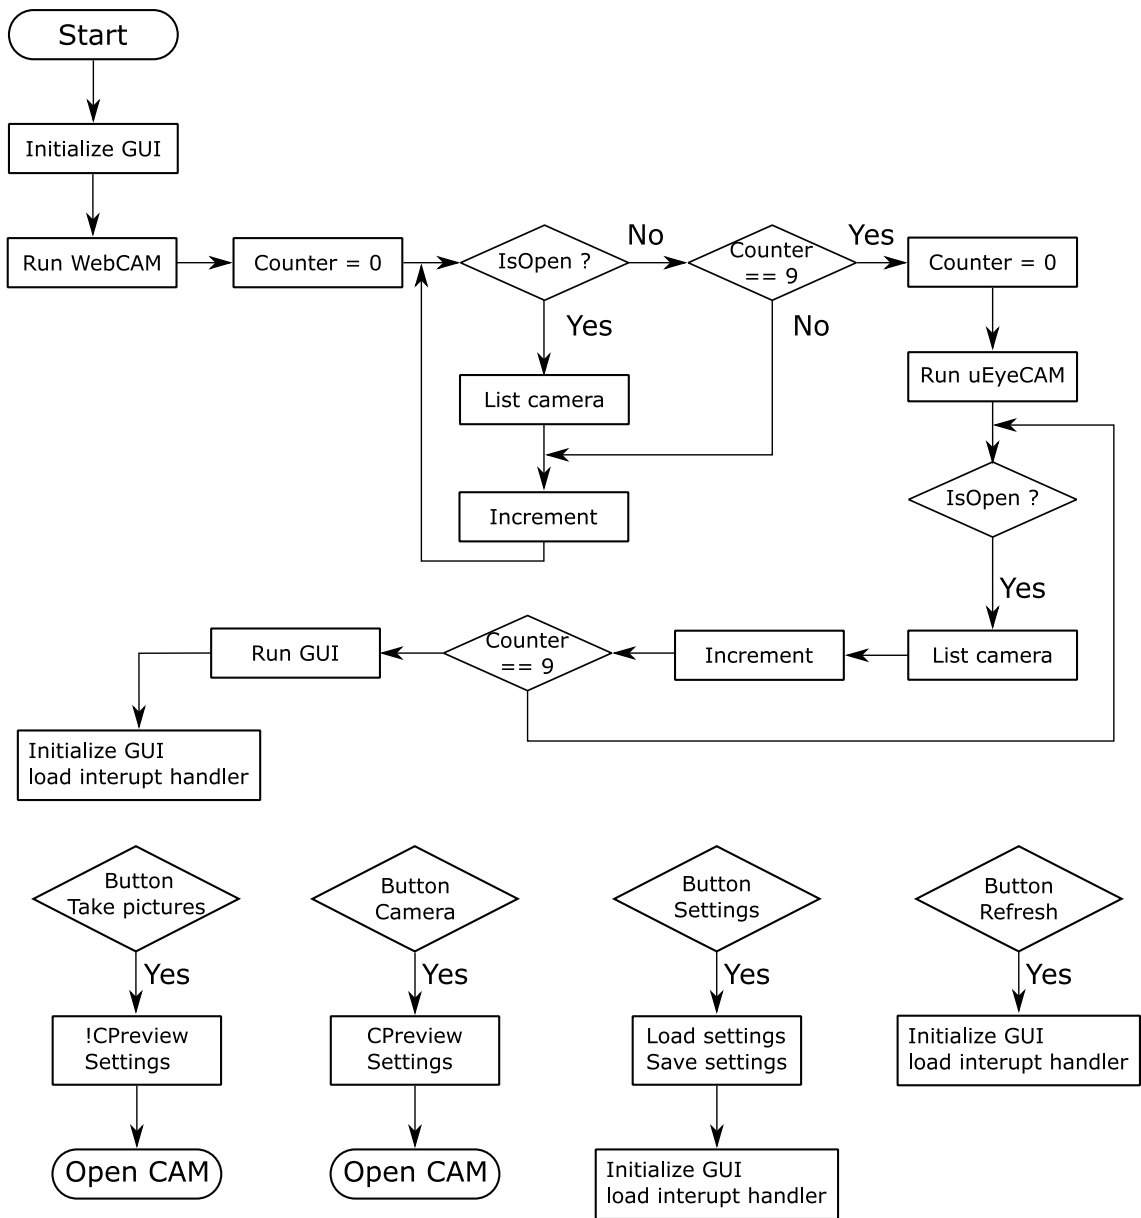 Start
Initialize GUI
Run WebCAM
Counter = 0
IsOpen ?
No
Counter
== 9
Yes
Counter = 0
Yes
No
List camera
Run uEyeCAM
Increment
IsOpen ?
Yes
Run GUI
Counter
== 9
Increment
List camera
Initialize GUI
load interupt handler
Button
Take pictures
Yes
!CPreview
Settings
Open CAM
Button
Camera
Yes
CPreview
Settings
Open CAM
Button
Settings
Yes
Load settings
Save settings
Initialize GUI
load interupt handler
Button
Refresh
Yes
Initialize GUI
load interupt handler